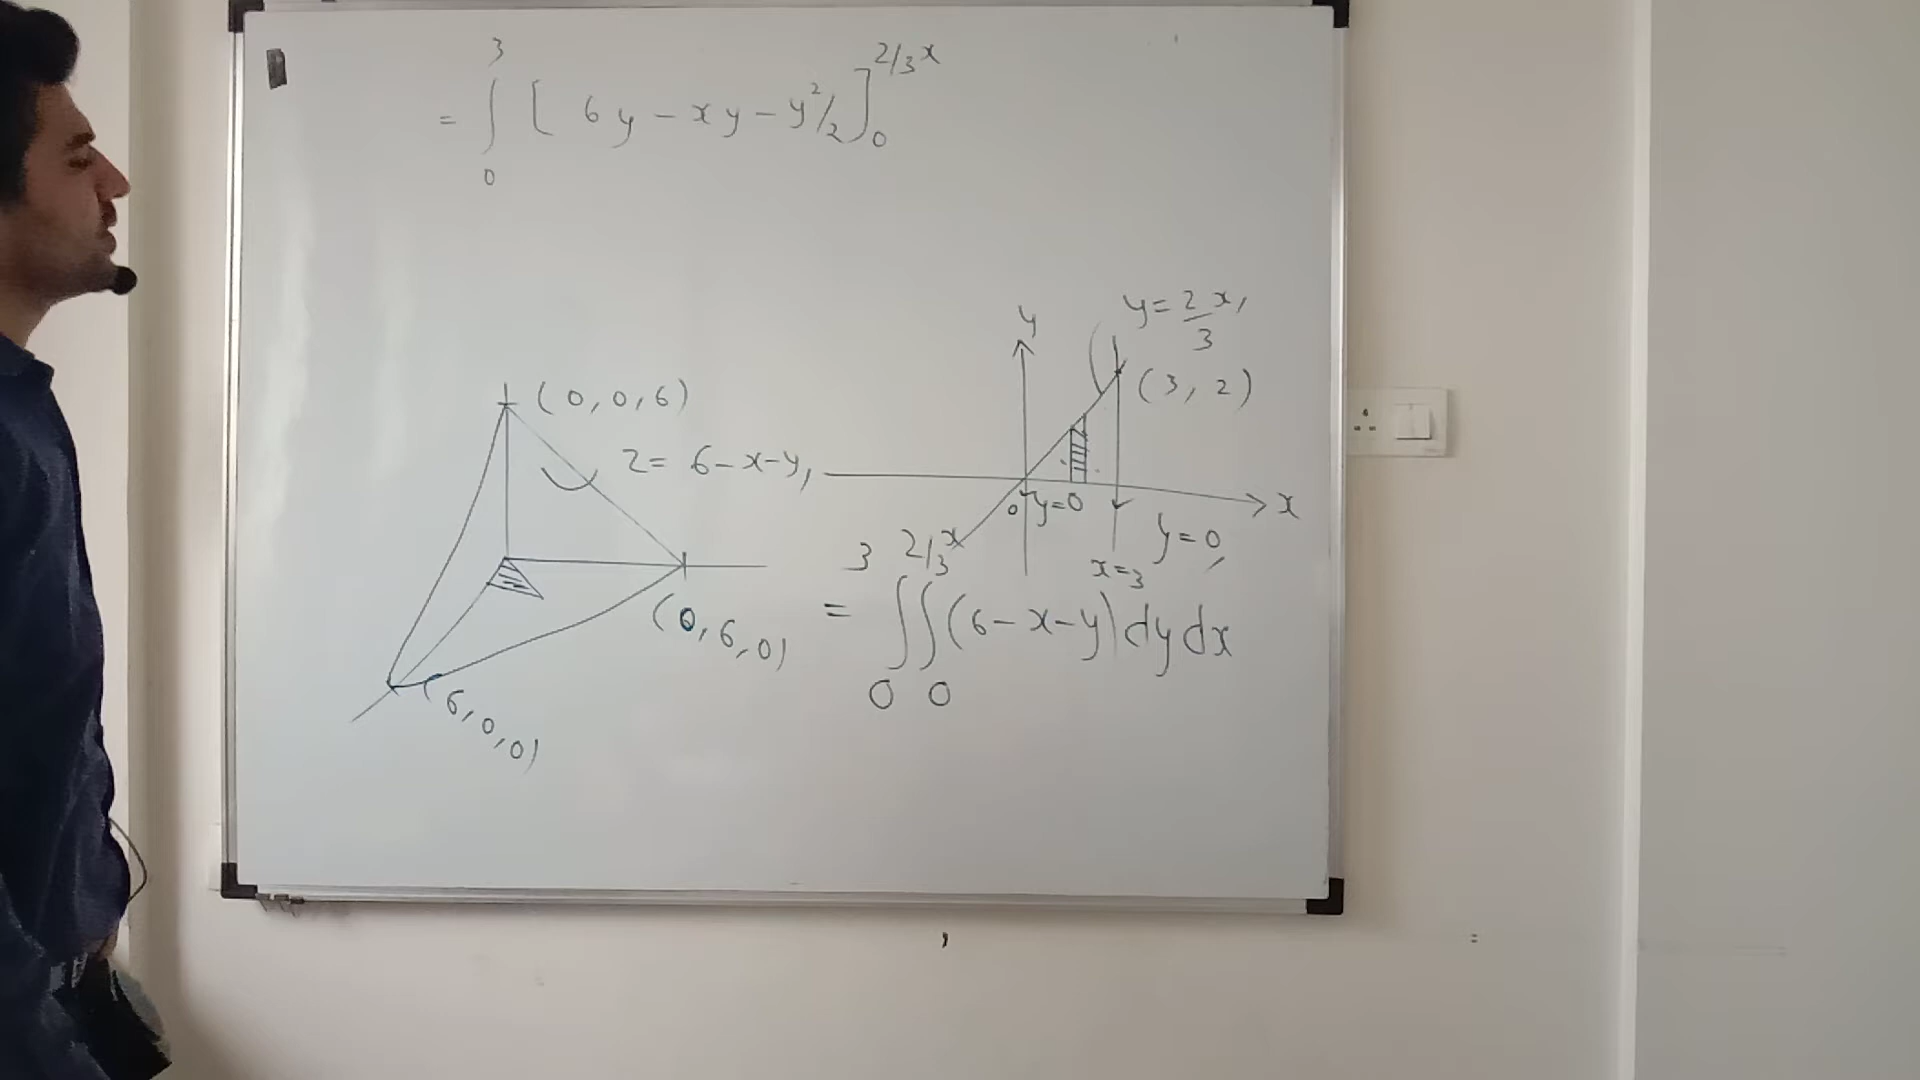 = ∫₀³ [ 6y - xy - y²/2 ]₀^{2/3 x}
y = 2x/3,
y
(3, 2)
(0, 0, 6)
z = 6-x-y,
x
0
y=0
y=0,
x=3
= ∫₀³ ∫₀^{2/3 x} (6-x-y) dy dx
(0, 6, 0)
(6, 0, 0)